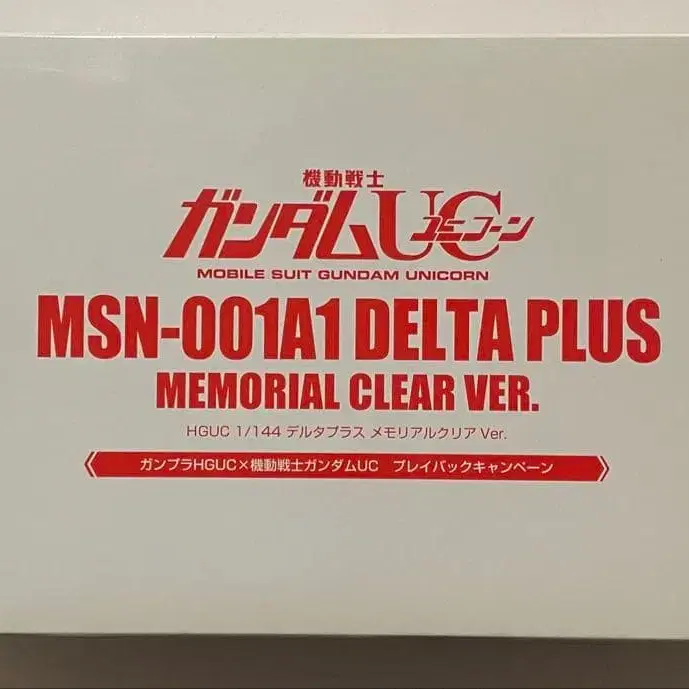 機動戦士
ガンダムUC ユニコーン
MOBILE SUIT GUNDAM UNICORN
MSN-001A1 DELTA PLUS
MEMORIAL CLEAR VER.
HGUC 1/144 デルタプラス メモリアルクリア Ver.
ガンプラHGUC×機動戦士ガンダムUC プレイバックキャンペーン